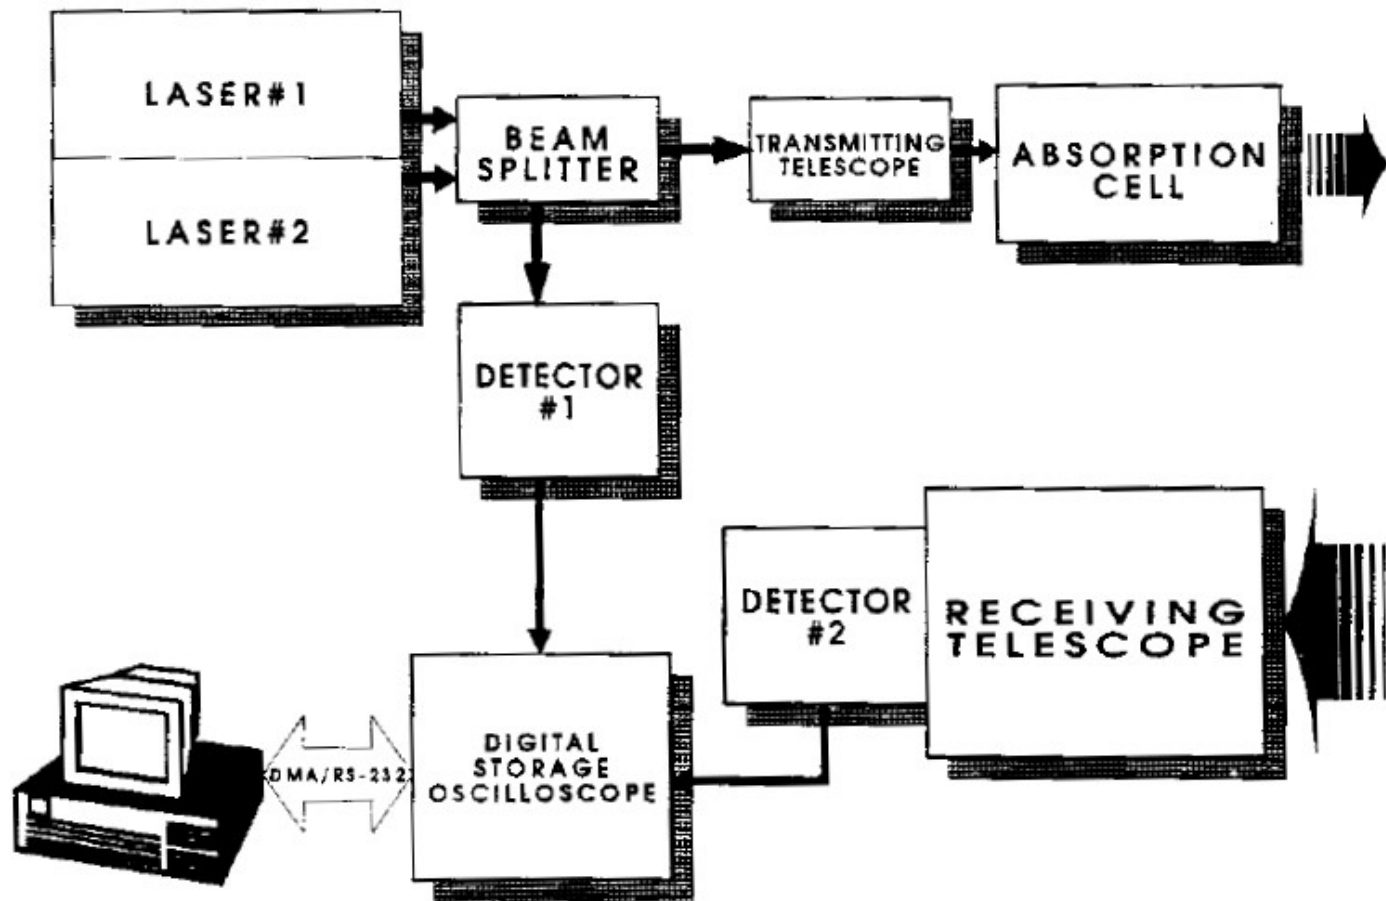 LASER#1
BEAM
SPLITTER
TRANSMITTING
TELESCOPE
ABSORPTION
CELL
LASER#2
DETECTOR
#1
DETECTOR
#2
RECEIVING
TELESCOPE
DMA/RS-232
DIGITAL
STORAGE
OSCILLOSCOPE